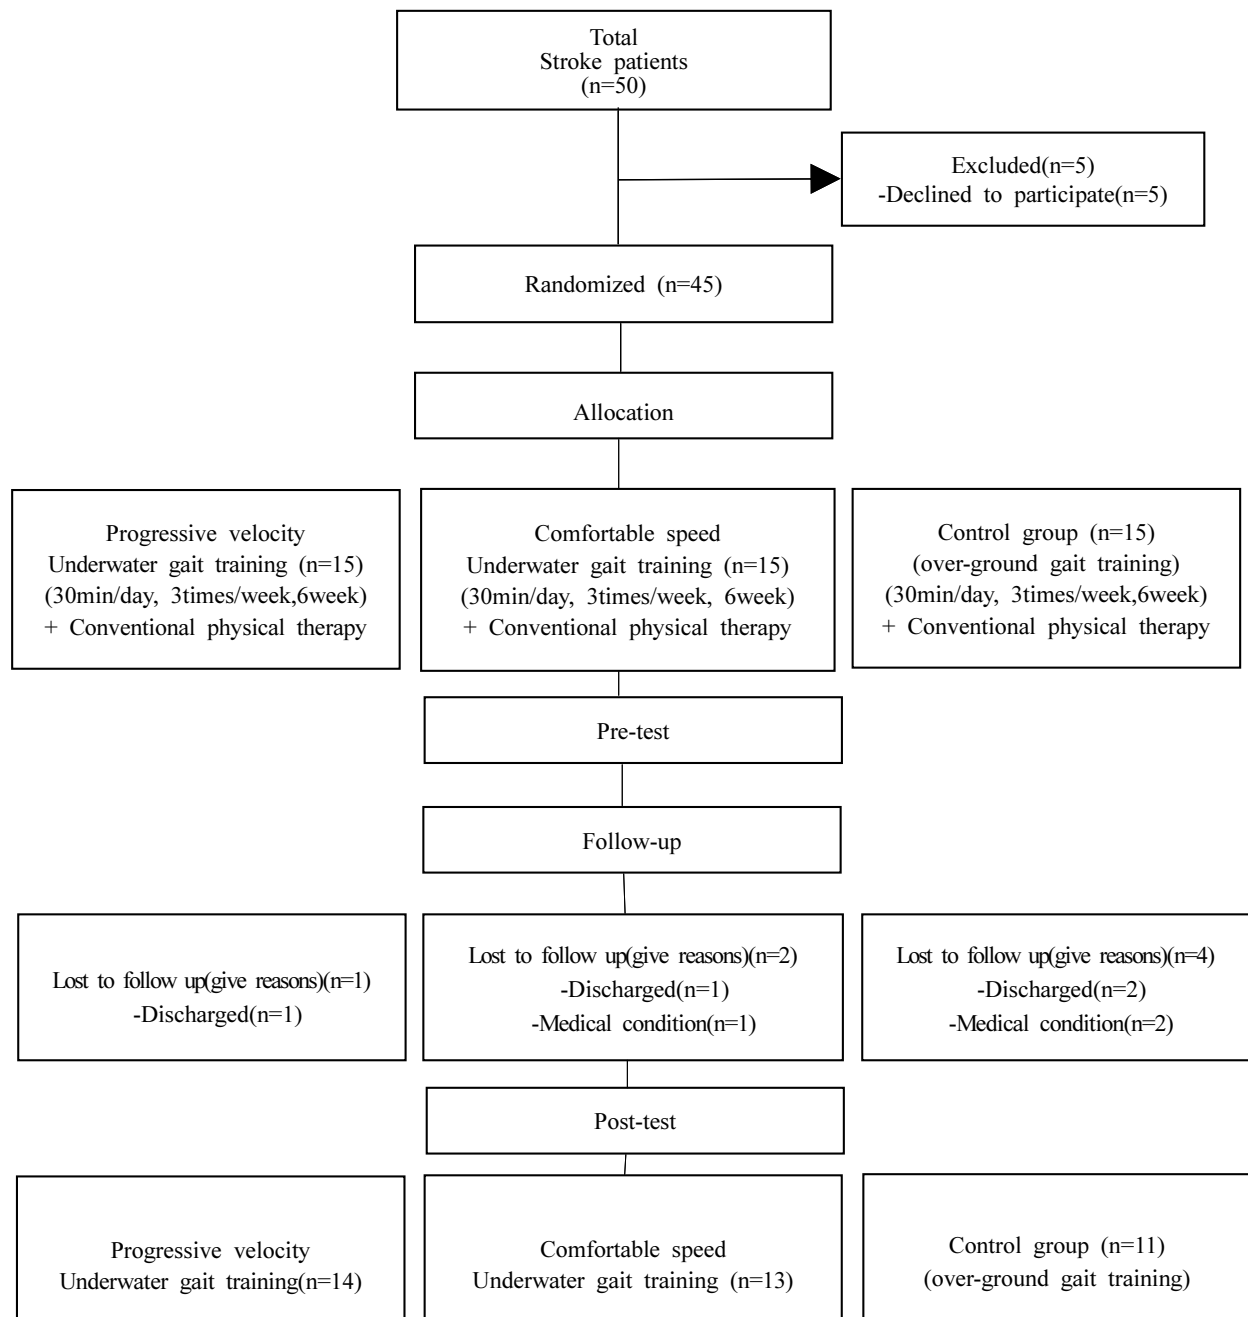 Total
Stroke patients
(n=50)
Excluded(n=5)
-Declined to participate(n=5)
Randomized (n=45)
Allocation
Progressive velocity
Underwater gait training (n=15)
(30min/day, 3times/week,6week)
+ Conventional physical therapy
Comfortable speed
Underwater gait training (n=15)
(30min/day, 3times/week, 6week)
+ Conventional physical therapy
Control group (n=15)
(over-ground gait training)
(30min/day, 3times/week,6week)
+ Conventional physical therapy
Pre-test
Follow-up
Lost to follow up(give reasons)(n=1)
-Discharged(n=1)
Lost to follow up(give reasons)(n=2)
-Discharged(n=1)
-Medical condition(n=1)
Lost to follow up(give reasons)(n=4)
-Discharged(n=2)
-Medical condition(n=2)
Post-test
Progressive velocity
Underwater gait training(n=14)
Comfortable speed
Underwater gait training (n=13)
Control group (n=11)
(over-ground gait training)